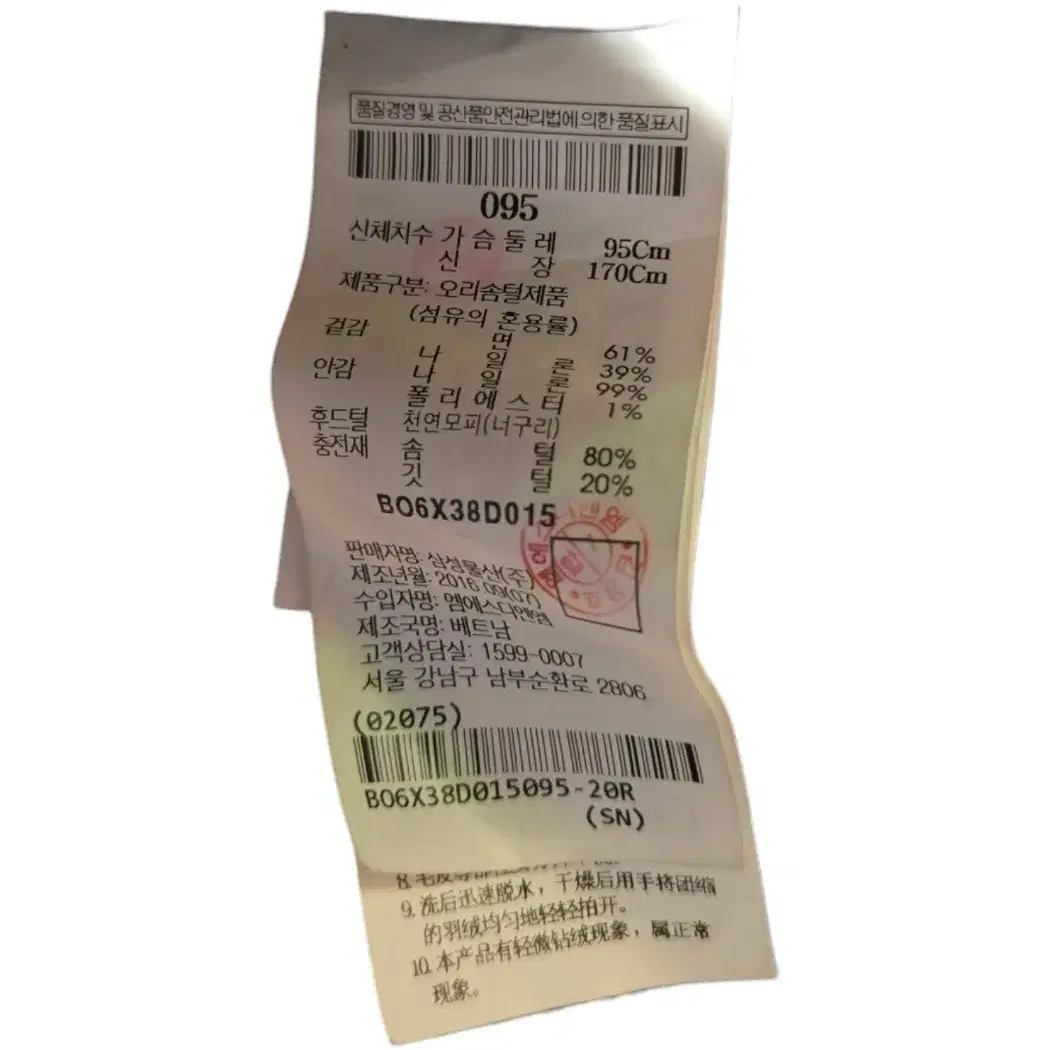 품질경영 및 공산품안전관리법에 의한 품질표시
095
신체치수 가슴둘레 95Cm
신장 170Cm
제품구분: 오리솜털제품
(섬유의 혼용률)
겉감 면 61%
나일론 39%
안감 나일론 99%
폴리에스터 1%
후드털 천연모피(너구리)
충전재 솜털 80%
깃털 20%
BO6X38D015
판매자명: 삼성물산(주)
제조년월: 2016.09(07)
수입자명: 엠에스디앤엠
제조국명: 베트남
고객상담실: 1599-0007
서울 강남구 남부순환로 2806
(02075)
BO6X38D015095-20R
(SN)
9. 洗后迅速脱水，干燥后用手将团缩
的羽绒均匀地轻轻拍开。
10. 本产品有轻微钻绒现象，属正常
现象。